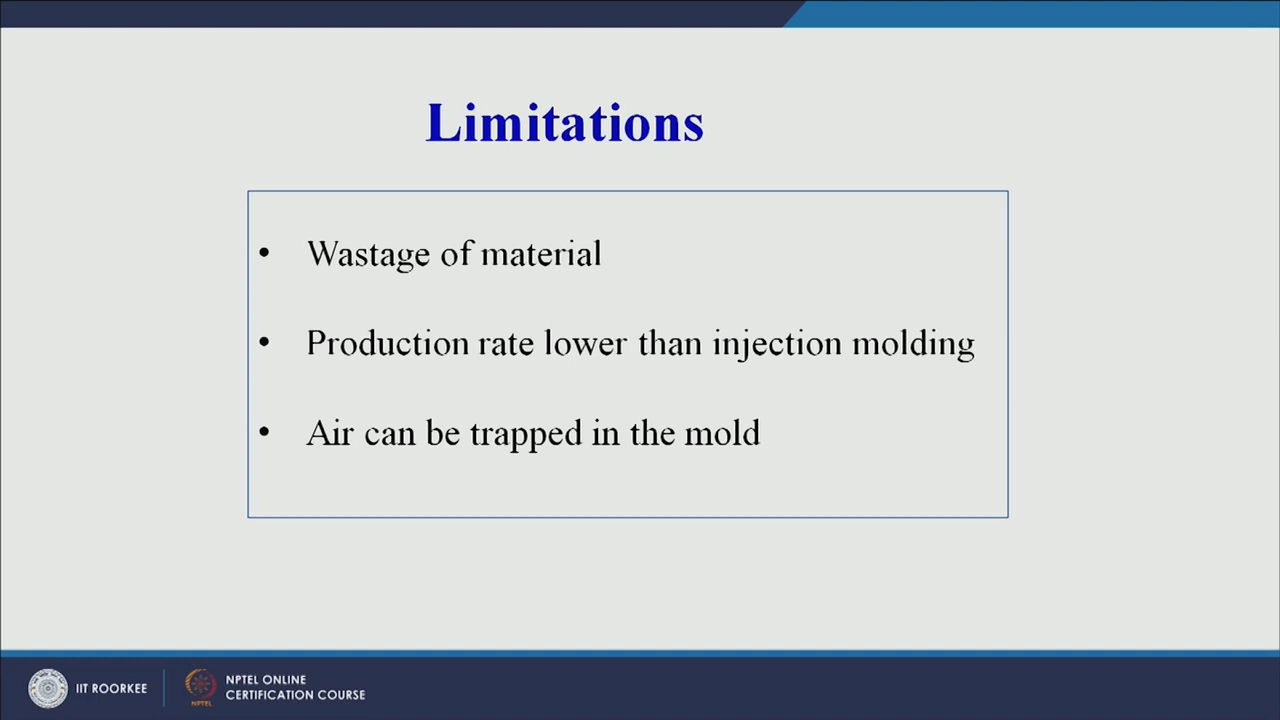 Limitations
• Wastage of material
• Production rate lower than injection molding
• Air can be trapped in the mold
IIT ROORKEE
NPTEL ONLINE
CERTIFICATION COURSE
NPTEL